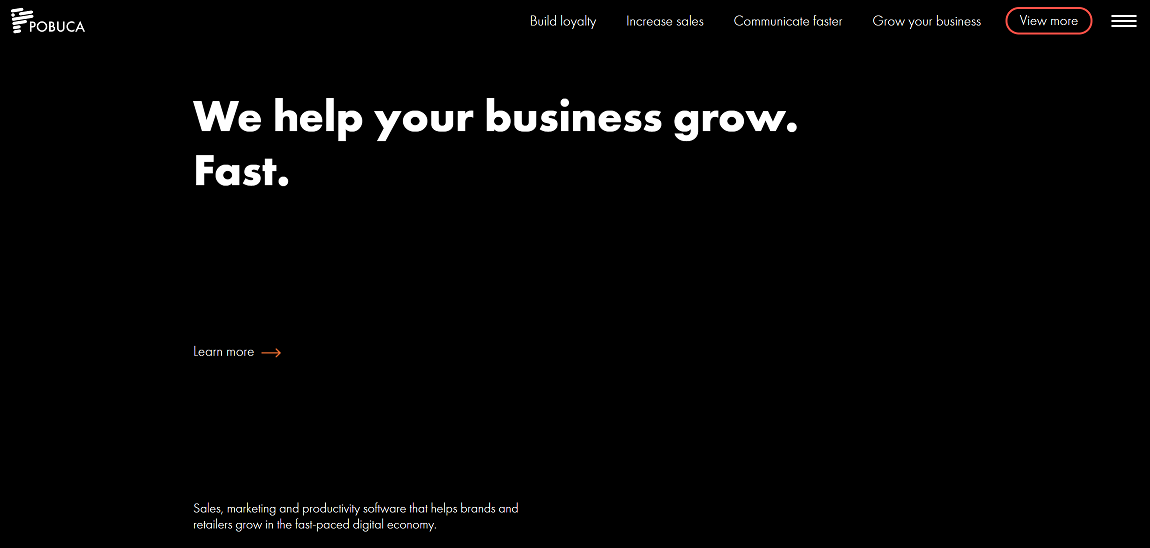 POBUCA
Build loyalty
Increase sales
Communicate faster
Grow your business
View more
We help your business grow.
Fast.
Learn more
Sales, marketing and productivity software that helps brands and
retailers grow in the fast-paced digital economy.